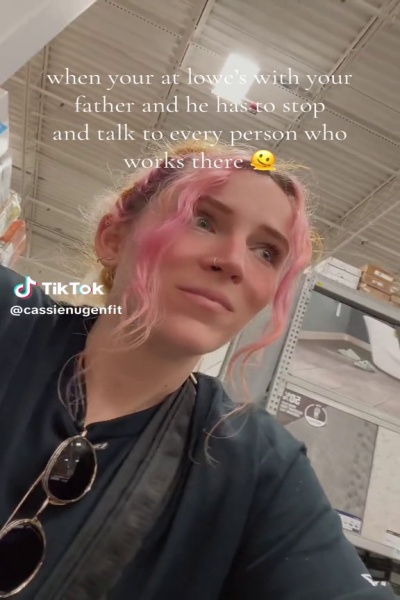 when your at lowe's with your
father and he has to stop
and talk to every person who
works there 🫠
TikTok
@cassienugenfit